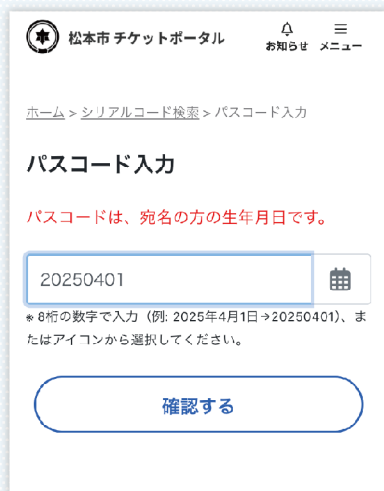 松本市 チケットポータル
お知らせ メニュー
ホーム > シリアルコード検索 > パスコード入力
パスコード入力
パスコードは、宛名の方の生年月日です。
20250401
※ 8桁の数字で入力（例: 2025年4月1日→20250401）、ま
たはアイコンから選択してください。
確認する